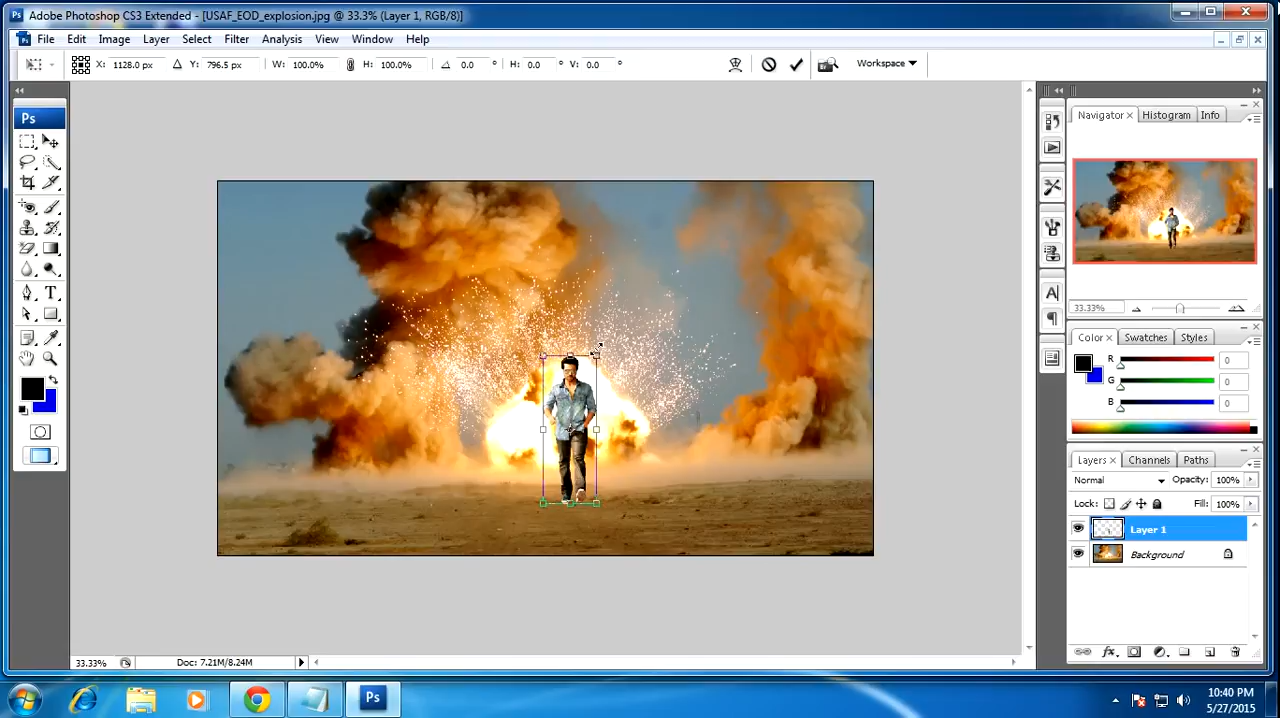 Adobe Photoshop CS3 Extended - [USAF_EOD_explosion.jpg @ 33.3% (Layer 1, RGB/8)]
File Edit Image Layer Select Filter Analysis View Window Help
X: 1128.0 px Y: 796.5 px W: 100.0% H: 100.0% 0.0 ° H: 0.0 ° V: 0.0 ° Workspace
Ps
Navigator Histogram Info
33.33%
Color Swatches Styles
R 0
G 0
B 0
Layers Channels Paths
Normal Opacity: 100%
Lock: Fill: 100%
Layer 1
Background
T
A
33.33% Doc: 7.21M/8.24M
Ps
10:40 PM
5/27/2015